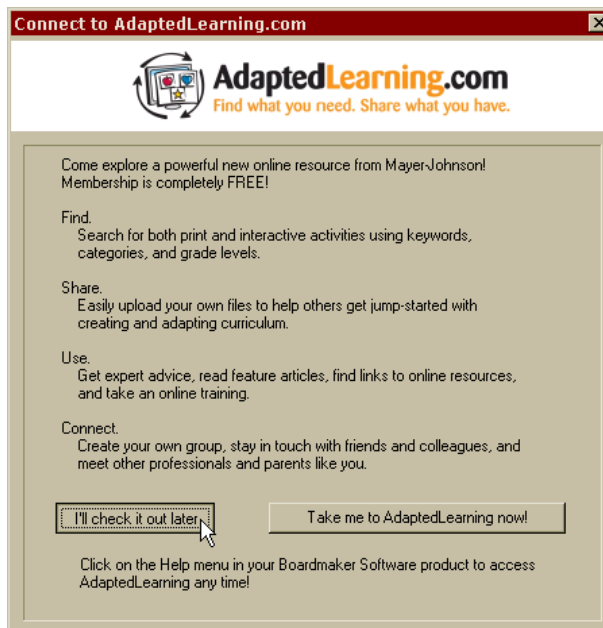 Connect to AdaptedLearning.com
AdaptedLearning.com
Find what you need. Share what you have.
Come explore a powerful new online resource from Mayer-Johnson!
Membership is completely FREE!
Find.
Search for both print and interactive activities using keywords,
categories, and grade levels.
Share.
Easily upload your own files to help others get jump-started with
creating and adapting curriculum.
Use.
Get expert advice, read feature articles, find links to online resources,
and take an online training.
Connect.
Create your own group, stay in touch with friends and colleagues, and
meet other professionals and parents like you.
I'll check it out later
Take me to AdaptedLearning now!
Click on the Help menu in your Boardmaker Software product to access
AdaptedLearning any time!